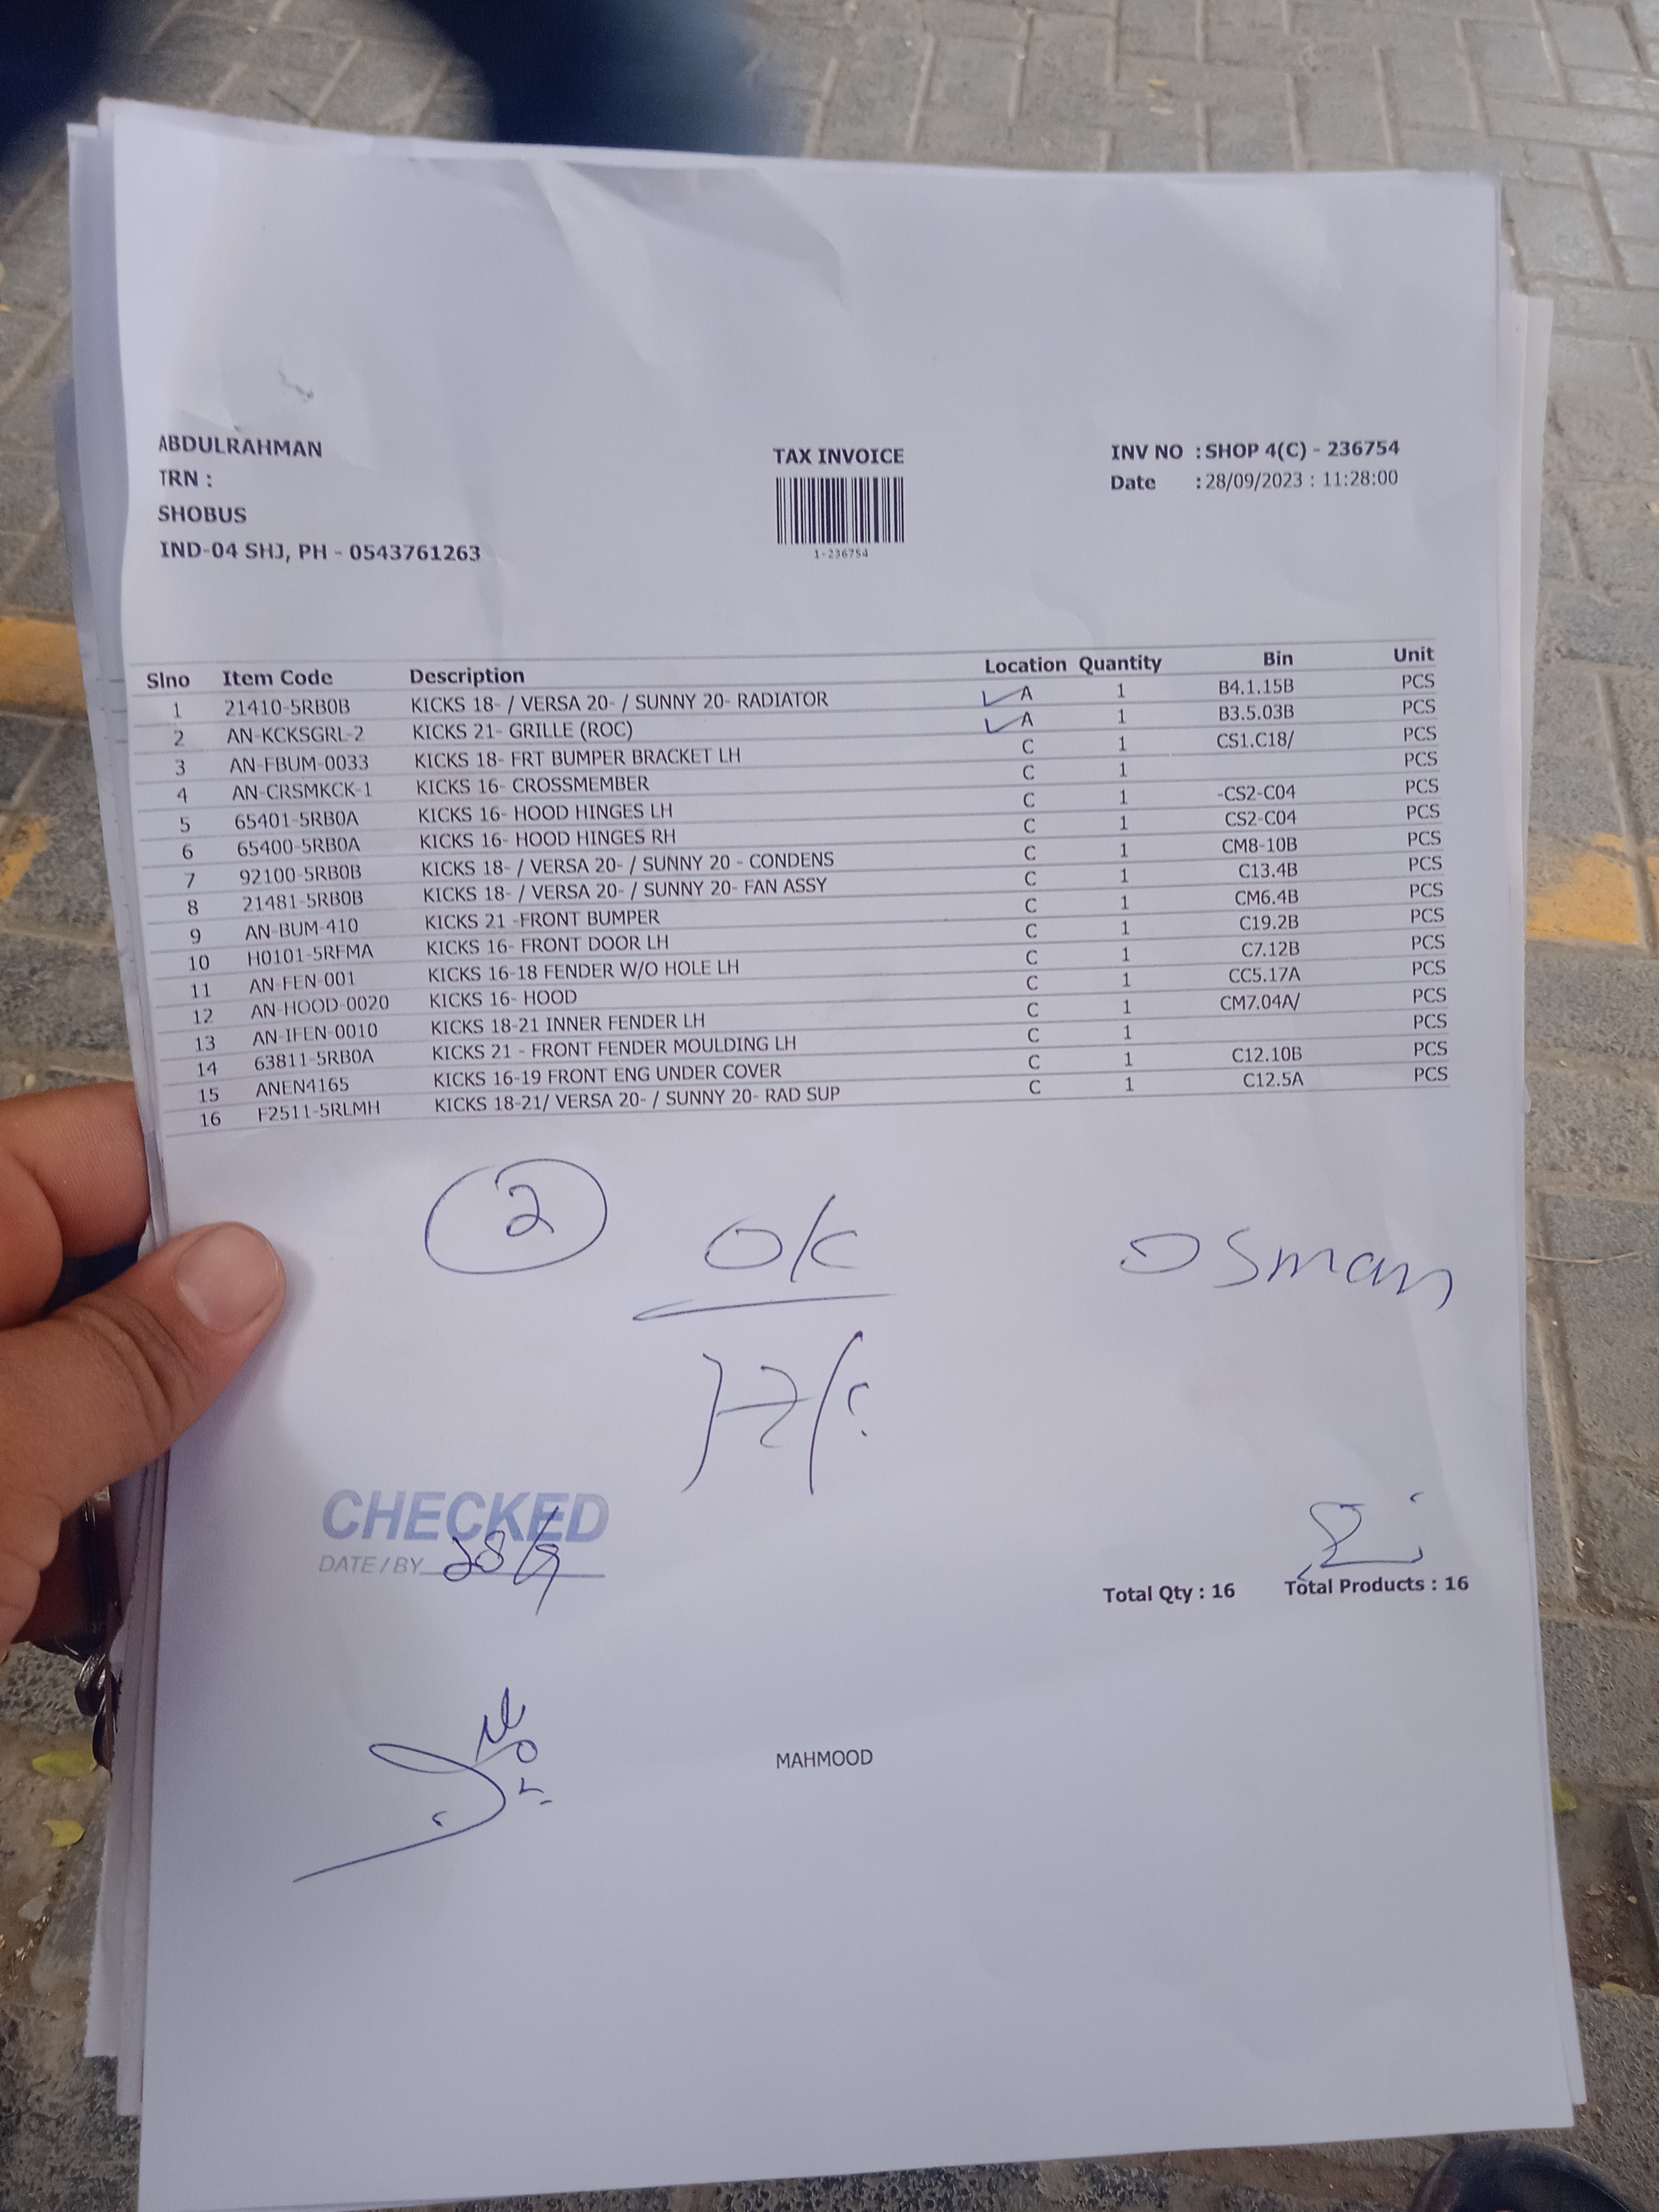 ABDULRAHMAN
TRN :
SHOBUS
IND-04 SHJ, PH - 0543761263
TAX INVOICE
1-236754
INV NO : SHOP 4(C) - 236754
Date : 28/09/2023 : 11:28:00
Slno Item Code Description Location Quantity Bin Unit
1 21410-5RB0B KICKS 18- / VERSA 20- / SUNNY 20- RADIATOR A 1 B4.1.15B PCS
2 AN-KCKSGRL-2 KICKS 21- GRILLE (ROC) A 1 B3.5.03B PCS
3 AN-FBUM-0033 KICKS 18- FRT BUMPER BRACKET LH C 1 CS1.C18/ PCS
4 AN-CRSMKCK-1 KICKS 16- CROSSMEMBER C 1 PCS
5 65401-5RB0A KICKS 16- HOOD HINGES LH C 1 -CS2-C04 PCS
6 65400-5RB0A KICKS 16- HOOD HINGES RH C 1 CS2-C04 PCS
7 92100-5RB0B KICKS 18- / VERSA 20- / SUNNY 20 - CONDENS C 1 CM8-10B PCS
8 21481-5RB0B KICKS 18- / VERSA 20- / SUNNY 20- FAN ASSY C 1 C13.4B PCS
9 AN-BUM-410 KICKS 21 -FRONT BUMPER C 1 CM6.4B PCS
10 H0101-5RFMA KICKS 16- FRONT DOOR LH C 1 C19.2B PCS
11 AN-FEN-001 KICKS 16-18 FENDER W/O HOLE LH C 1 C7.12B PCS
12 AN-HOOD-0020 KICKS 16- HOOD C 1 CC5.17A PCS
13 AN-IFEN-0010 KICKS 18-21 INNER FENDER LH C 1 CM7.04A/ PCS
14 63811-5RB0A KICKS 21 - FRONT FENDER MOULDING LH C 1 PCS
15 ANEN4165 KICKS 16-19 FRONT ENG UNDER COVER C 1 C12.10B PCS
16 F2511-5RLMH KICKS 18-21/ VERSA 20- / SUNNY 20- RAD SUP C 1 C12.5A PCS
2 OK Osman
CHECKED
DATE / BY 28/9
Total Qty : 16 Total Products : 16
MAHMOOD